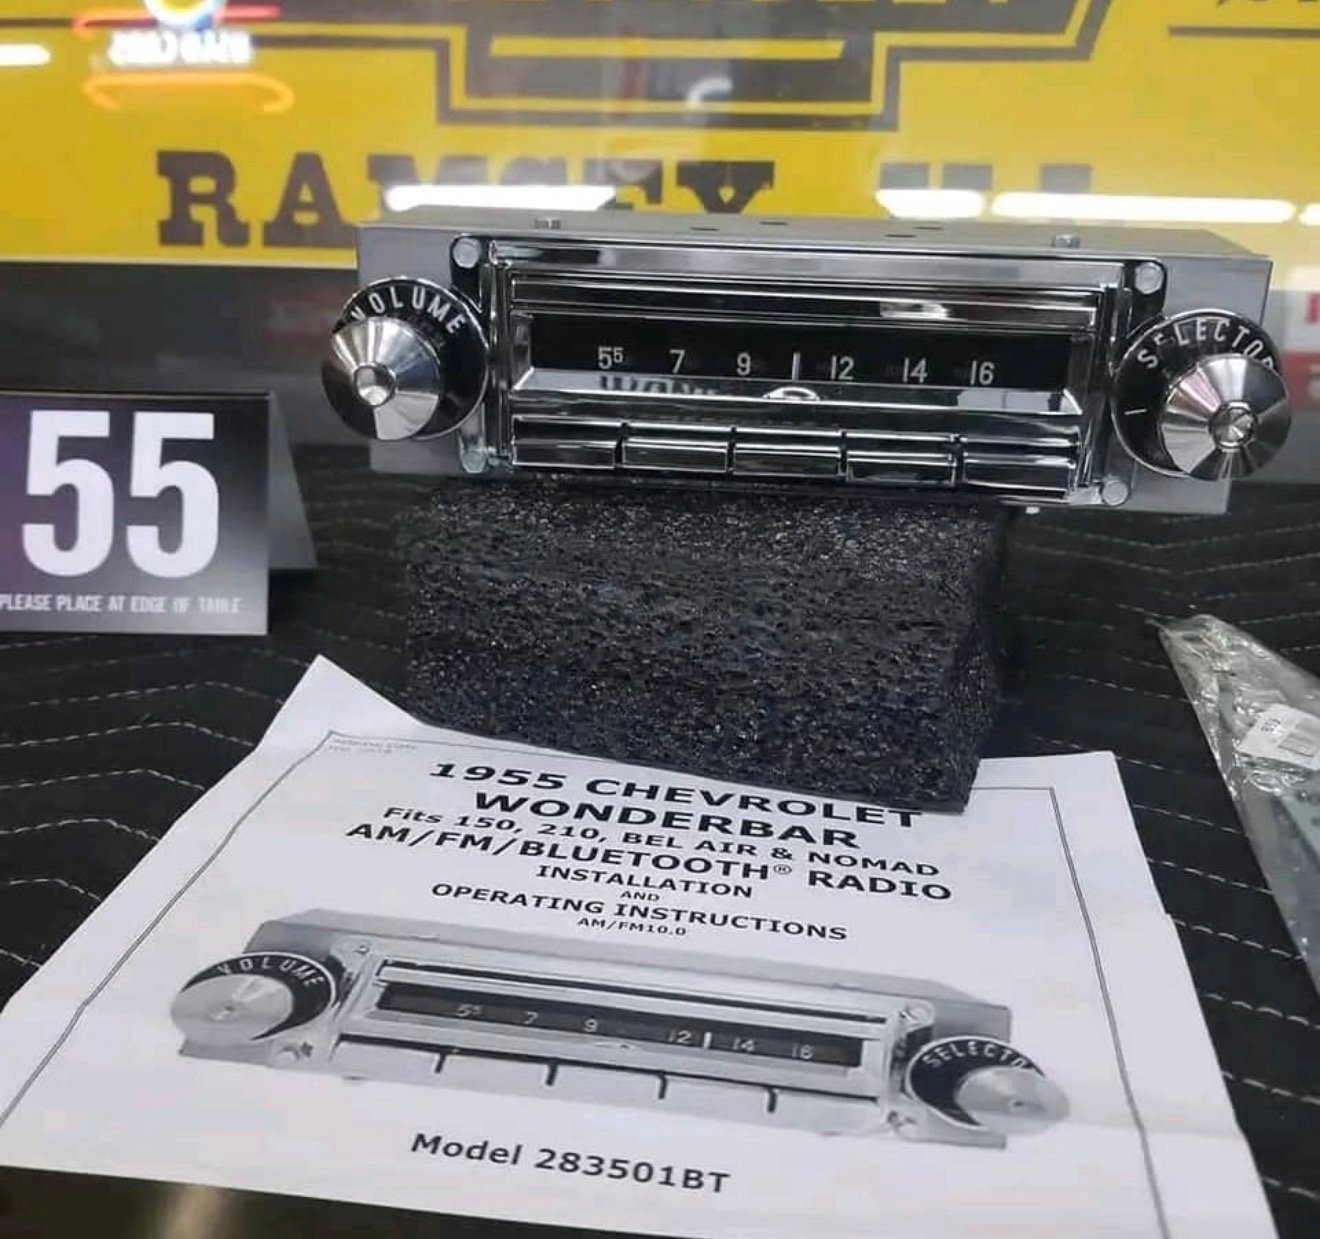 RAMSEY
VOLUME
SELECTOR
5⁵ 7 9 12 14 16
55
PLEASE PLACE AT EDGE OF TABLE
1955 CHEVROLET
WONDERBAR
Fits 150, 210, BEL AIR & NOMAD
AM/FM/BLUETOOTH® RADIO
INSTALLATION
AND
OPERATING INSTRUCTIONS
AM/FM10.0
VOLUME
5⁵ 7 9 12 14 16
SELECTO
Model 283501BT